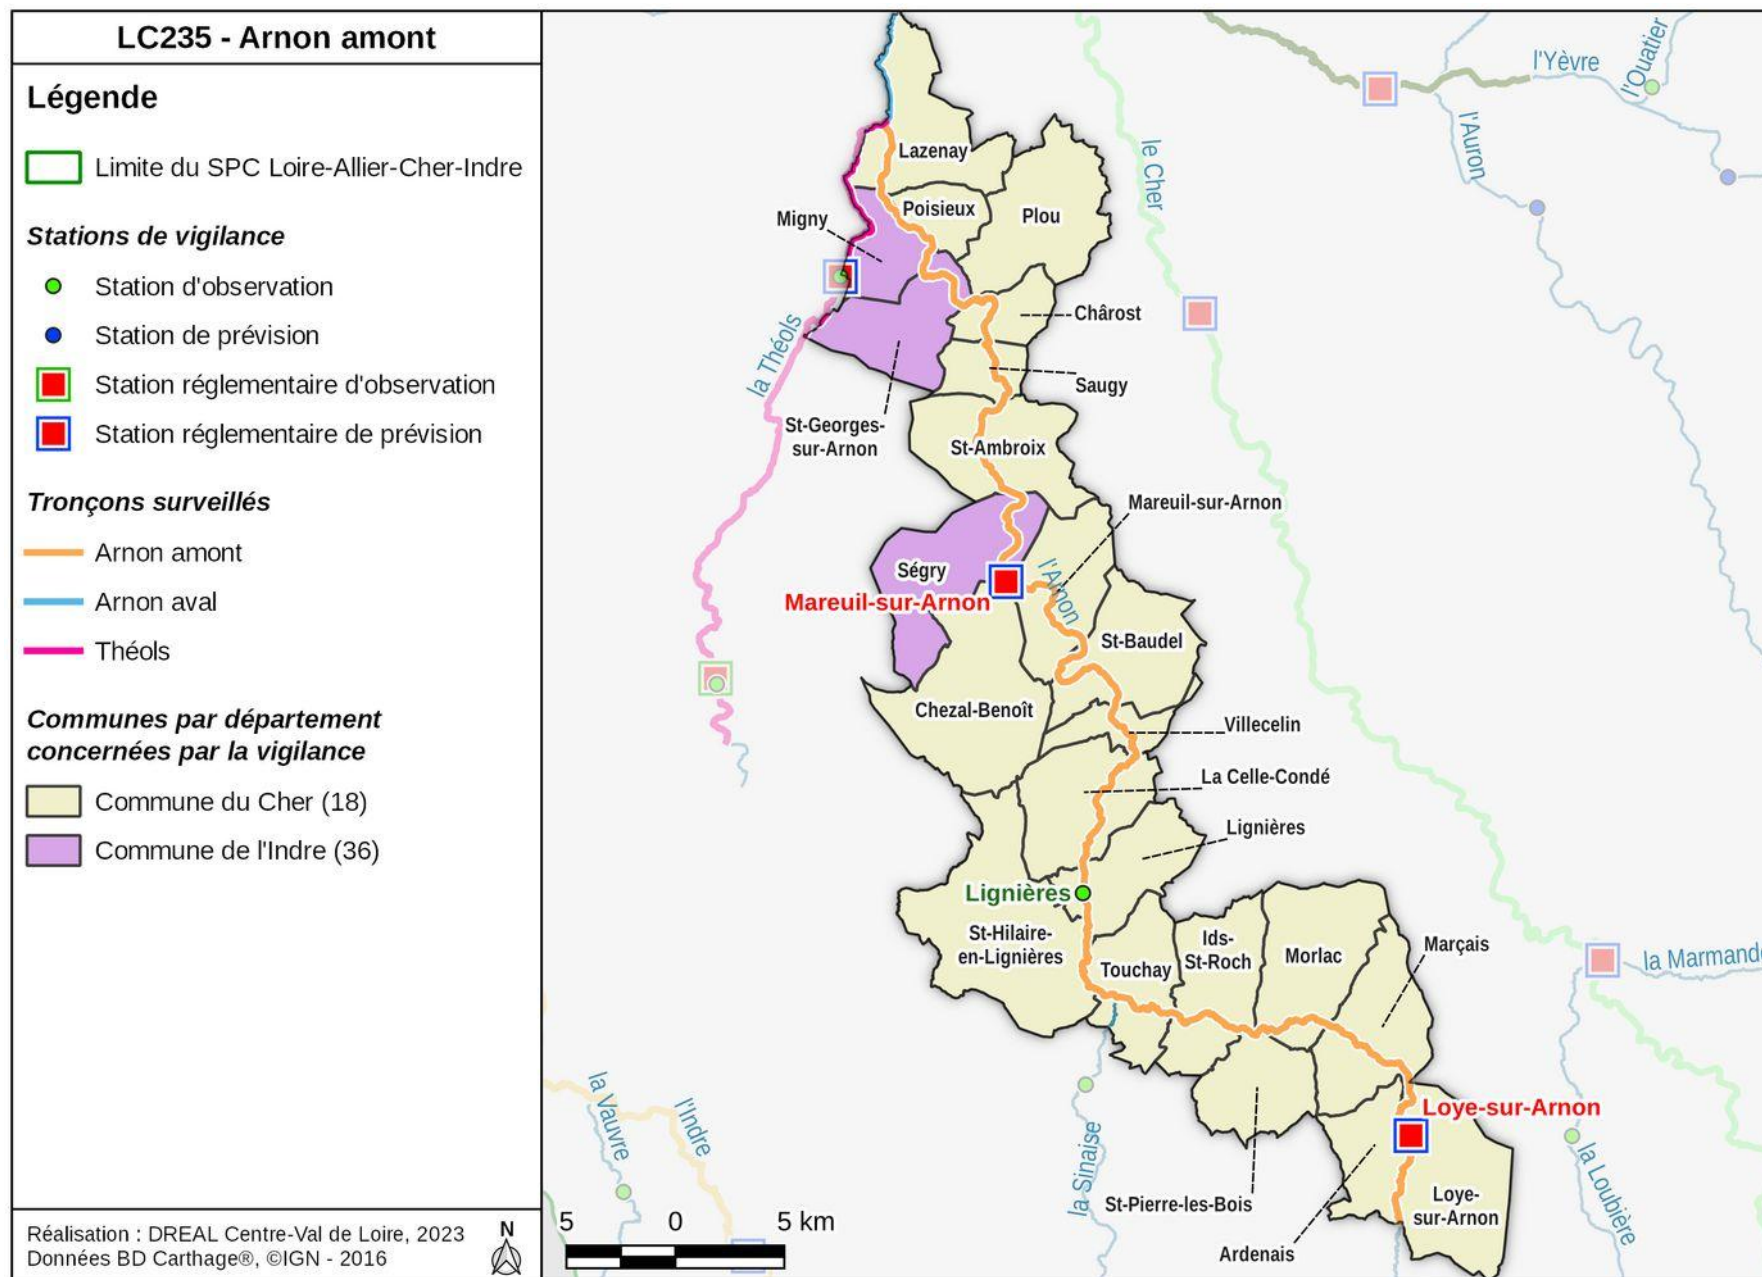 LC235 - Arnon amont
Légende
Limite du SPC Loire-Allier-Cher-Indre
Stations de vigilance
Station d'observation
Station de prévision
Station réglementaire d'observation
Station réglementaire de prévision
Tronçons surveillés
Arnon amont
Arnon aval
Théols
Communes par département
concernées par la vigilance
Commune du Cher (18)
Commune de l'Indre (36)
Réalisation : DREAL Centre-Val de Loire, 2023
Données BD Carthage®, ©IGN - 2016
N
5 0 5 km
l'Yèvre
l'Ouatier
l'Auron
le Cher
Lazenay
Poisieux
Plou
Migny
Chârost
la Théols
Saugy
St-Georges-
sur-Arnon
St-Ambroix
Mareuil-sur-Arnon
Ségry
l'Arnon
Mareuil-sur-Arnon
St-Baudel
Chezal-Benoît
Villecelin
La Celle-Condé
Lignières
Lignières
St-Hilaire-
en-Lignières
Touchay
Ids-
St-Roch
Morlac
Marçais
la Marmande
la Vauvre
l'Indre
la Sinaise
Loye-sur-Arnon
la Loubière
St-Pierre-les-Bois
Loye-
sur-Arnon
Ardenais